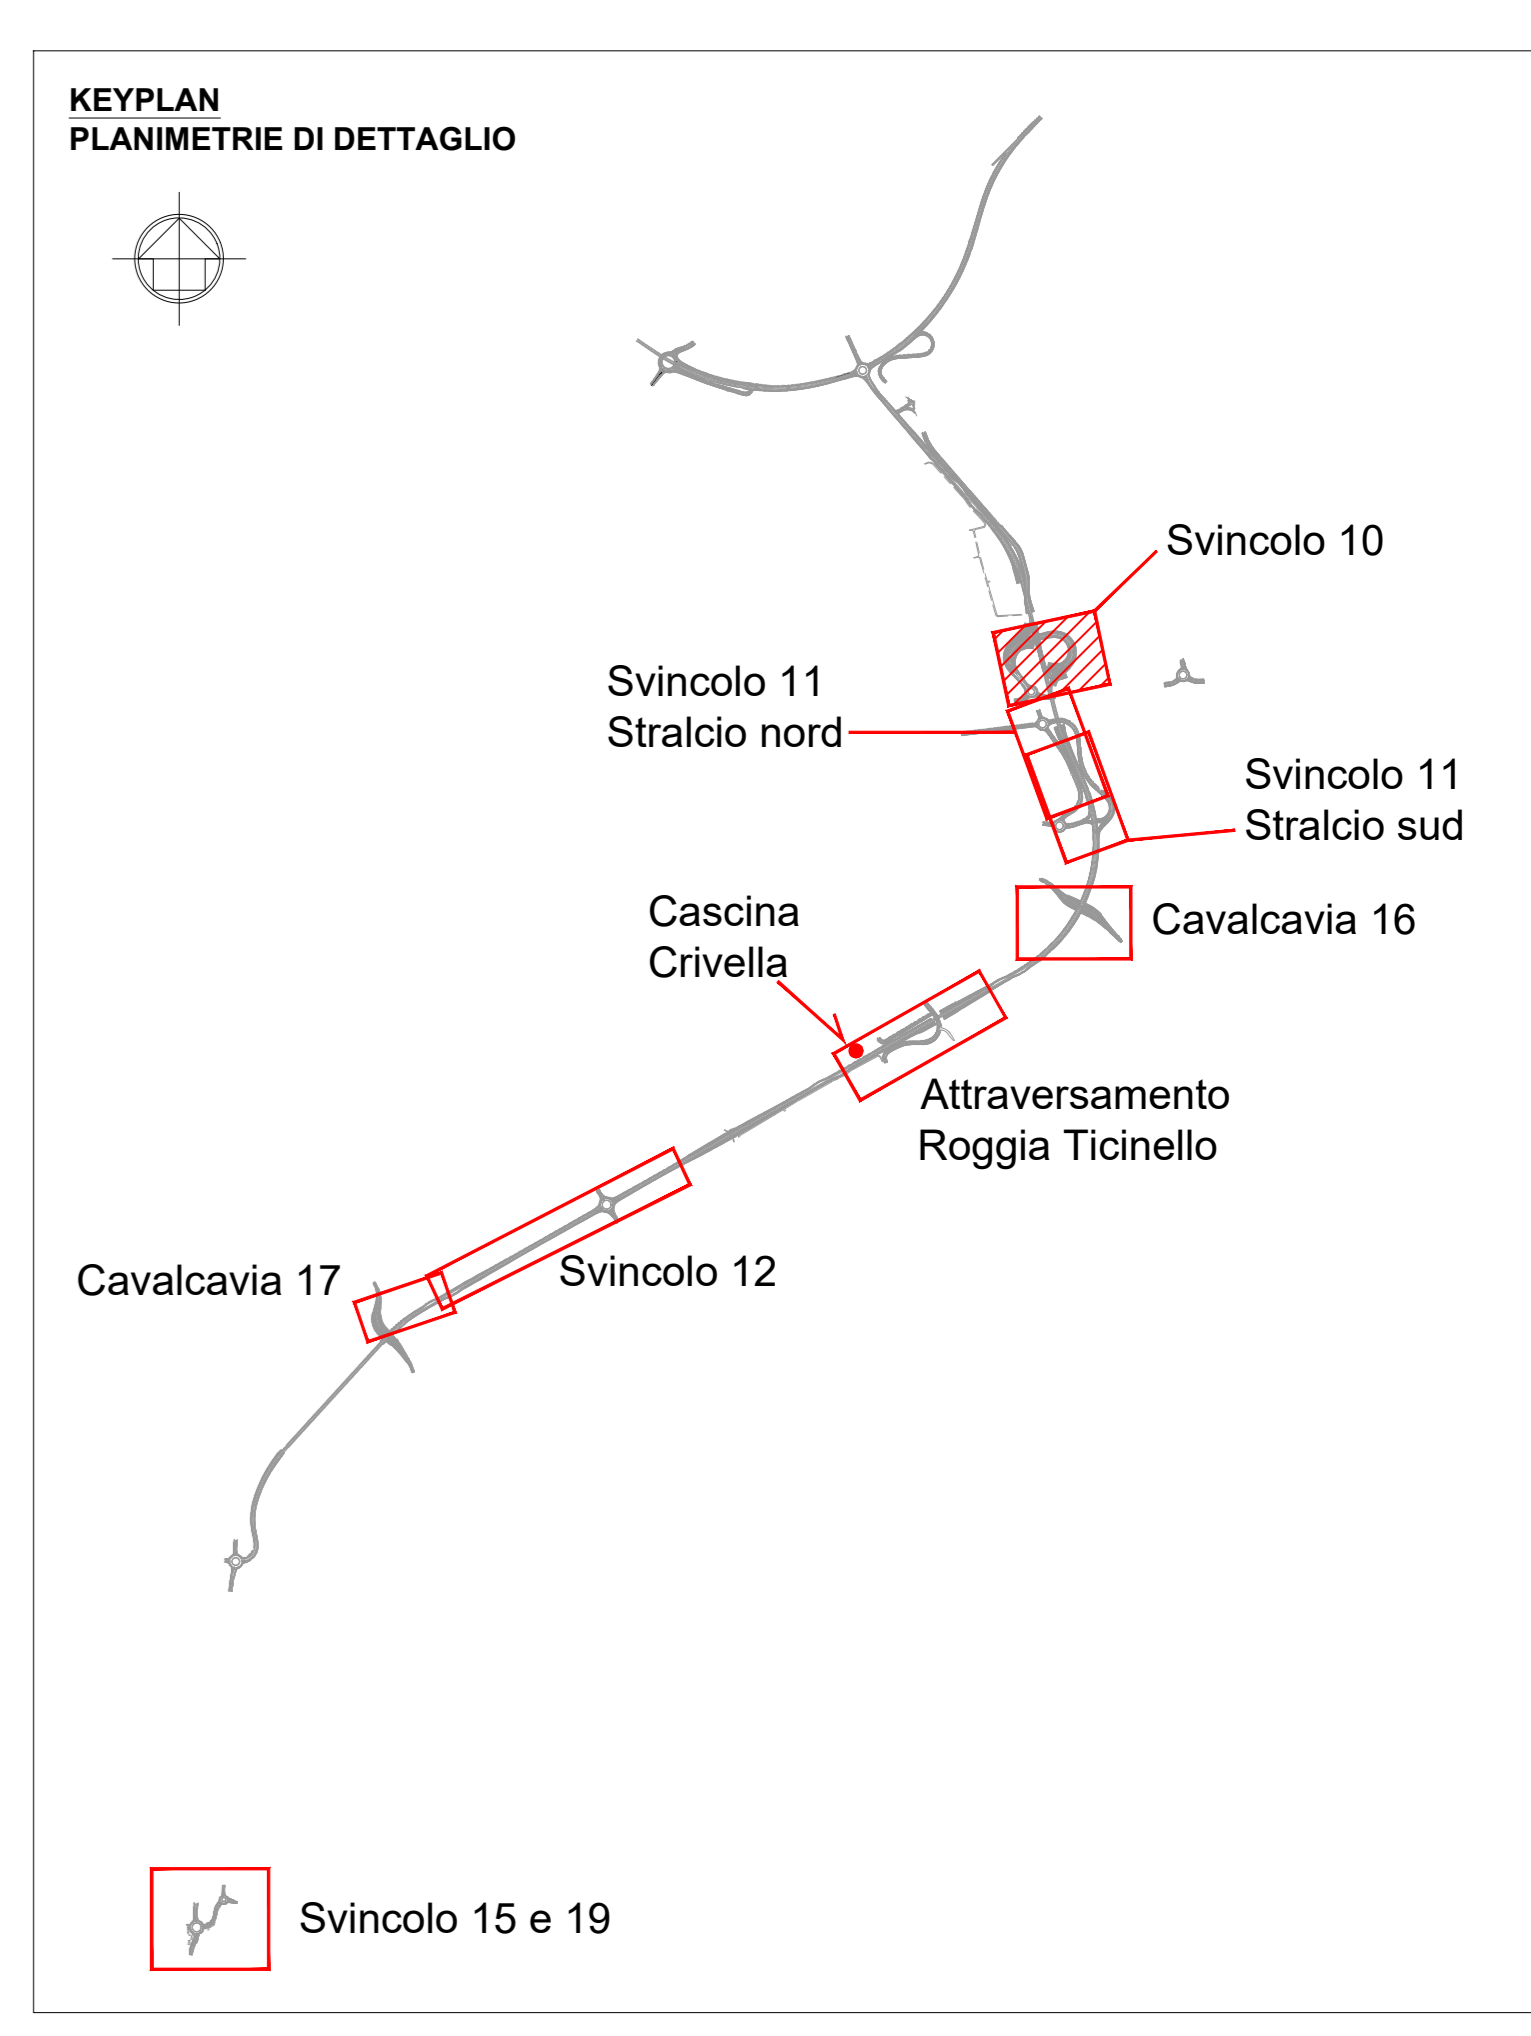 KEYPLAN
PLANIMETRIE DI DETTAGLIO
Svincolo 10
Svincolo 11
Stralcio nord
Svincolo 11
Stralcio sud
Cascina
Crivella
Cavalcavia 16
Attraversamento
Roggia Ticinello
Svincolo 12
Cavalcavia 17
Svincolo 15 e 19